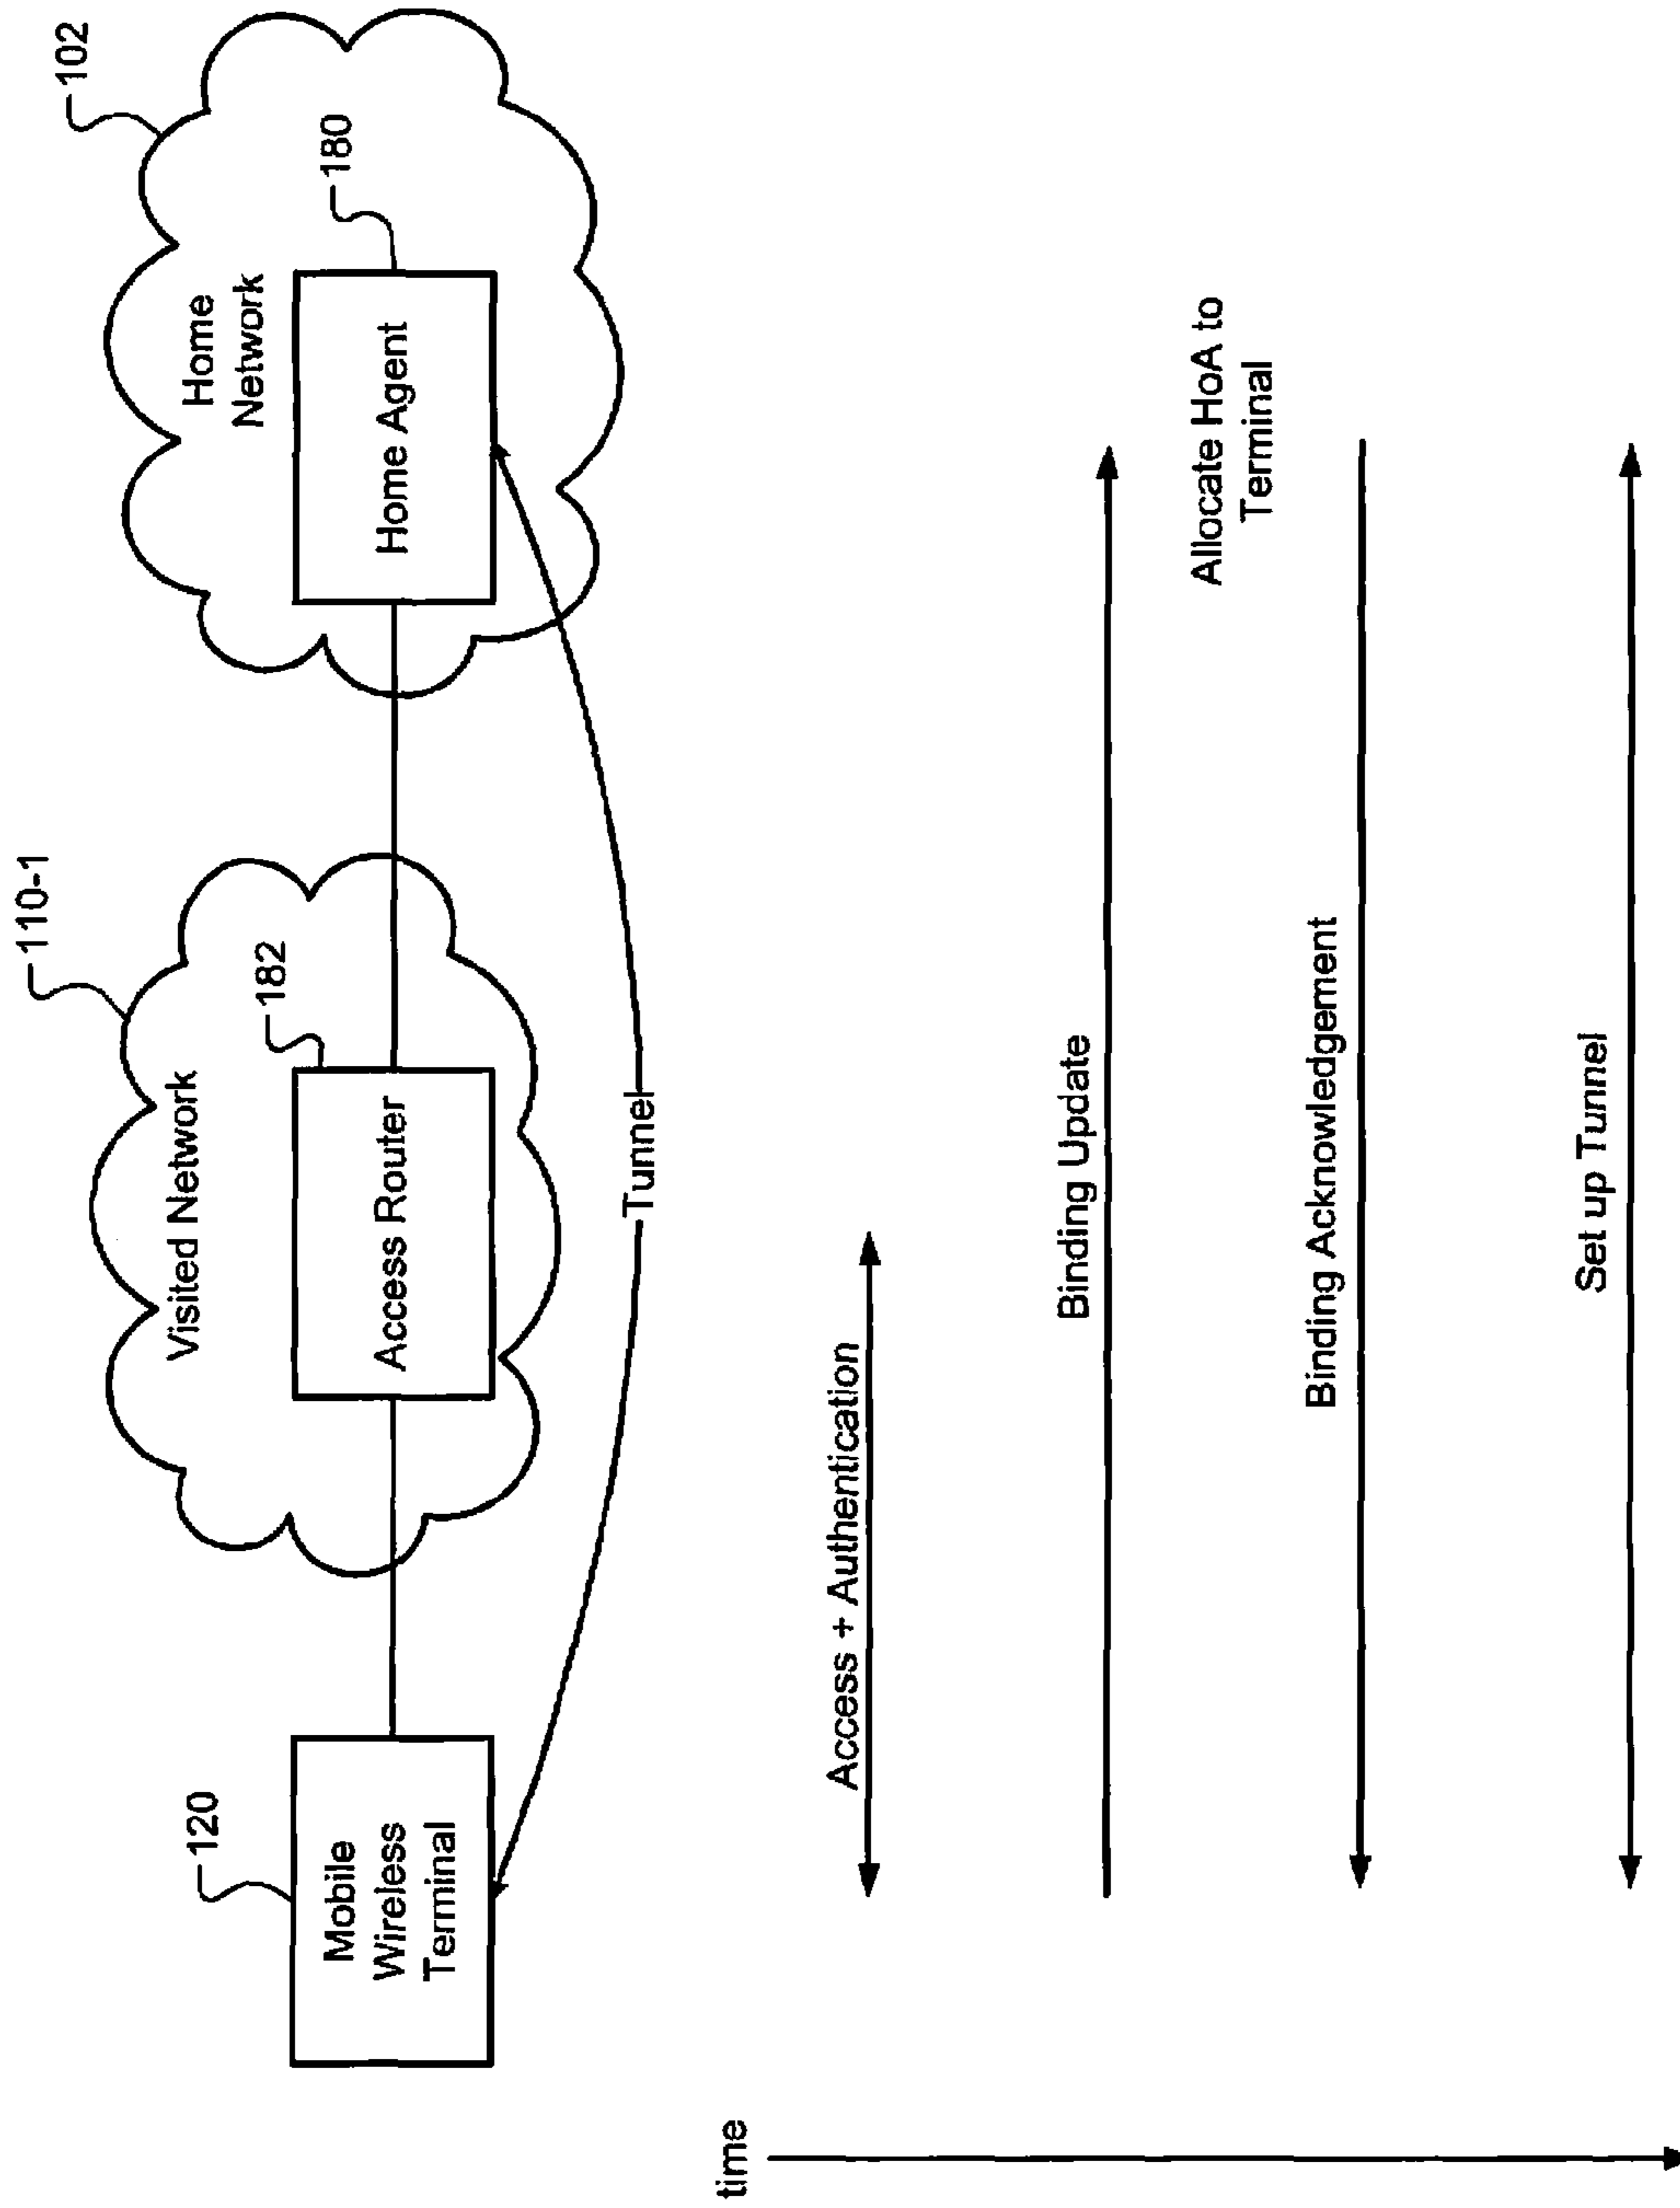 110-1
102
Visited Network
Home
Network
182
180
120
Mobile
Wireless
Terminal
Access Router
Home Agent
Tunnel
time
Access + Authentication
Binding Update
Allocate HoA to
Terminal
Binding Acknowledgement
Set up Tunnel